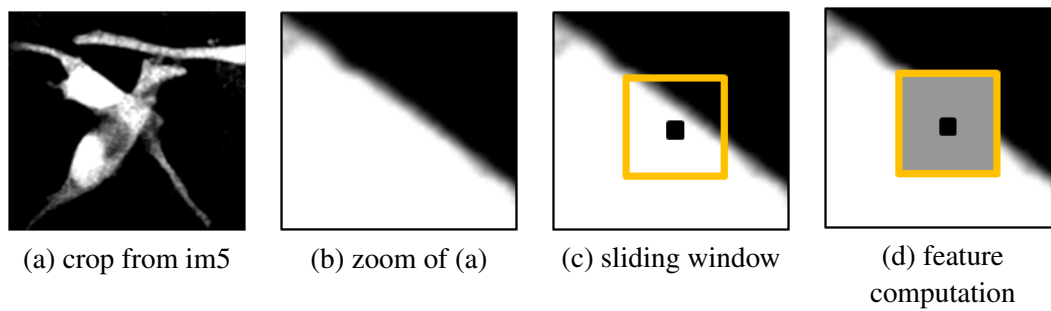 (a) crop from im5
(b) zoom of (a)
(c) sliding window
(d) feature
computation